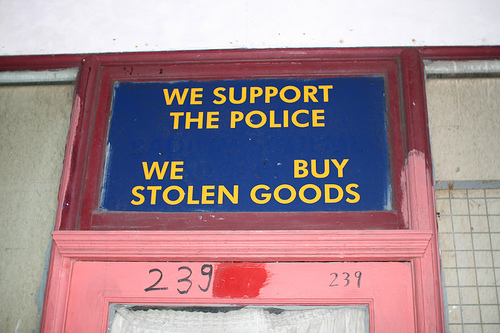 WE SUPPORT
THE POLICE
WE BUY
STOLEN GOODS
239 239